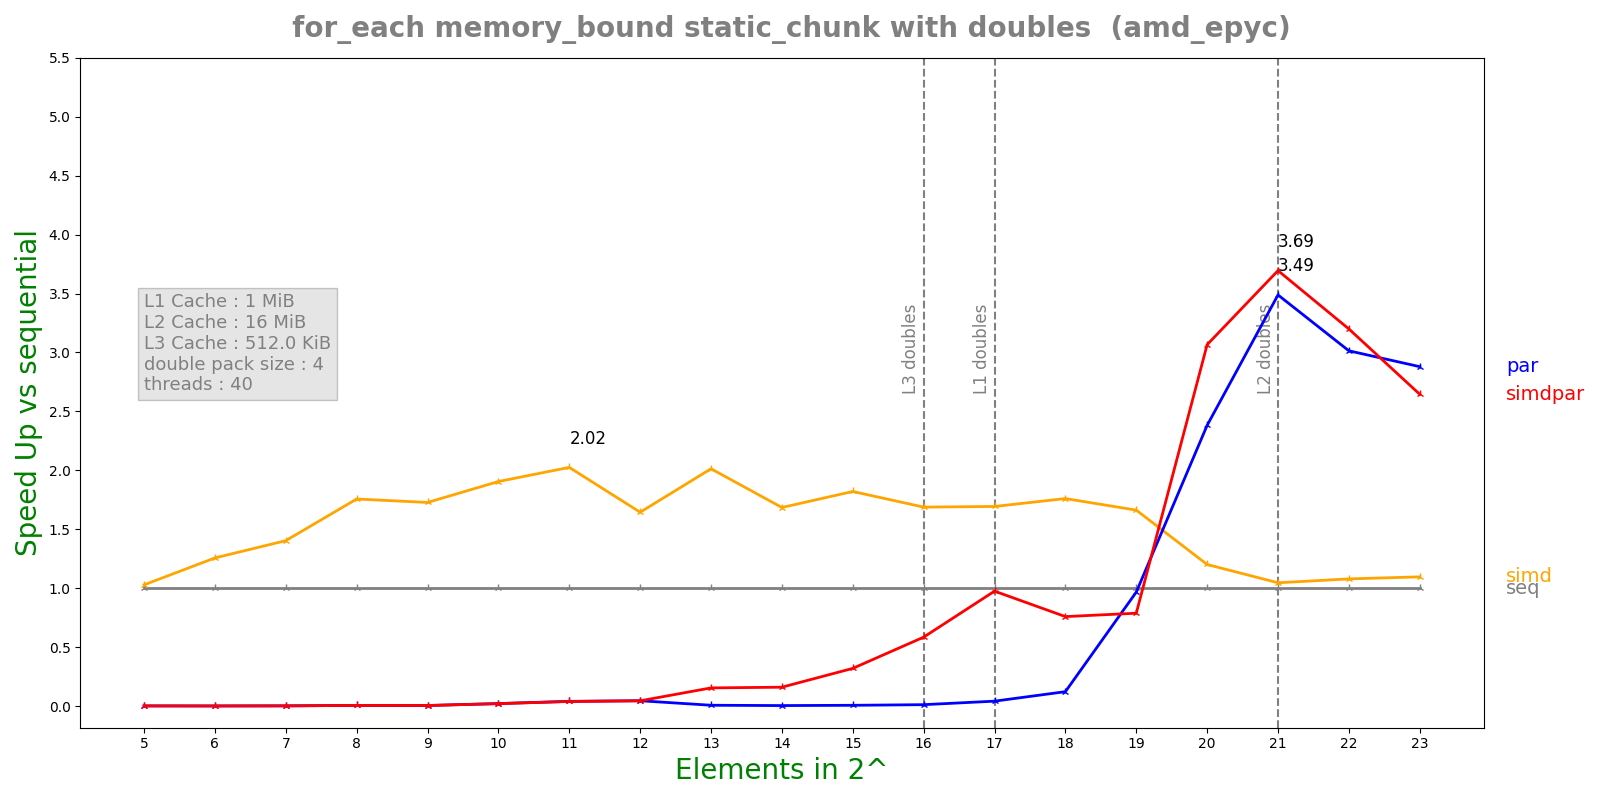 for_each memory_bound static_chunk with doubles (amd_epyc)
Speed Up vs sequential
5.5
5.0
4.5
4.0
3.5
3.0
2.5
2.0
1.5
1.0
0.5
0.0
L1 Cache : 1 MiB
L2 Cache : 16 MiB
L3 Cache : 512.0 KiB
double pack size : 4
threads : 40
2.02
3.69
3.49
L3 doubles
L1 doubles
L2 doubles
par
simdpar
simd
seq
5 6 7 8 9 10 11 12 13 14 15 16 17 18 19 20 21 22 23
Elements in 2^